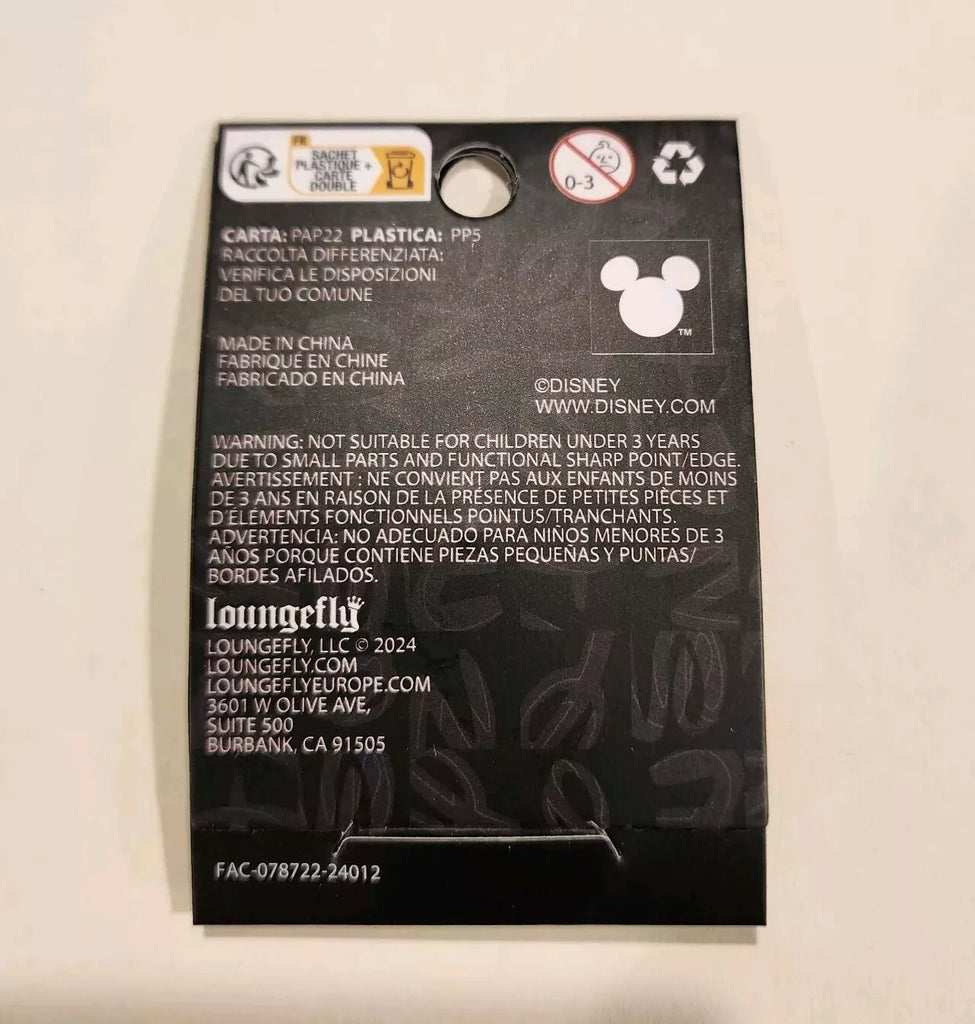 FR
SACHET
PLASTIQUE +
CARTE
DOUBLE
0-3
CARTA: PAP22 PLASTICA: PP5
RACCOLTA DIFFERENZIATA:
VERIFICA LE DISPOSIZIONI
DEL TUO COMUNE
TM
MADE IN CHINA
FABRIQUÉ EN CHINE
FABRICADO EN CHINA
©DISNEY
WWW.DISNEY.COM
WARNING: NOT SUITABLE FOR CHILDREN UNDER 3 YEARS
DUE TO SMALL PARTS AND FUNCTIONAL SHARP POINT/EDGE.
AVERTISSEMENT : NE CONVIENT PAS AUX ENFANTS DE MOINS
DE 3 ANS EN RAISON DE LA PRÉSENCE DE PETITES PIÈCES ET
D'ÉLÉMENTS FONCTIONNELS POINTUS/TRANCHANTS.
ADVERTENCIA: NO ADECUADO PARA NIÑOS MENORES DE 3
AÑOS PORQUE CONTIENE PIEZAS PEQUEÑAS Y PUNTAS/
BORDES AFILADOS.
loungefly
LOUNGEFLY, LLC © 2024
LOUNGEFLY.COM
LOUNGEFLYEUROPE.COM
3601 W OLIVE AVE,
SUITE 500
BURBANK, CA 91505
FAC-078722-24012